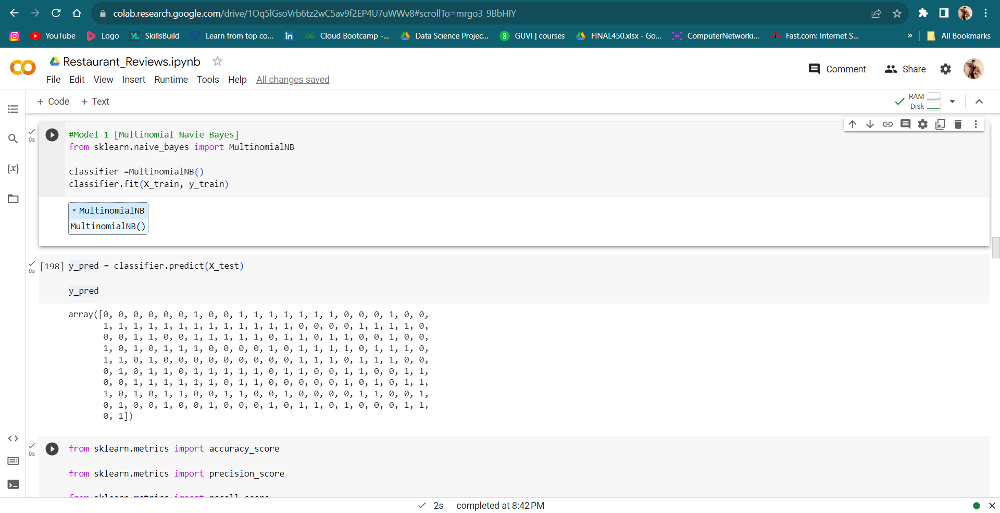 colab.research.google.com/drive/1Oq5lGsoVrb6tz2wC5av9f2EP4U7uWWv8#scrollTo=mrgo3_9BbHIY
YouTube Logo SkillsBuild Learn from top co... Cloud Bootcamp -... Data Science Projec... GUVI | courses FINAL450.xlsx - Go... ComputerNetworki... Fast.com: Internet S... » All Bookmarks
Restaurant_Reviews.ipynb
Comment Share
File Edit View Insert Runtime Tools Help All changes saved
+ Code + Text
RAM
Disk
0s
#Model 1 [Multinomial Navie Bayes]
from sklearn.naive_bayes import MultinomialNB
classifier =MultinomialNB()
classifier.fit(X_train, y_train)
MultinomialNB
MultinomialNB()
0s
[198] y_pred = classifier.predict(X_test)
y_pred
array([0, 0, 0, 0, 0, 0, 1, 0, 0, 1, 1, 1, 1, 1, 1, 1, 0, 0, 0, 1, 0, 0,
1, 1, 1, 1, 1, 1, 1, 1, 1, 1, 1, 1, 1, 0, 0, 0, 0, 1, 1, 1, 1, 0,
0, 0, 1, 1, 0, 0, 1, 1, 1, 1, 1, 0, 1, 1, 0, 1, 1, 0, 0, 1, 0, 0,
1, 0, 1, 0, 1, 1, 1, 0, 0, 0, 0, 1, 0, 1, 1, 1, 1, 0, 1, 1, 1, 0,
1, 1, 0, 1, 0, 0, 0, 0, 0, 0, 0, 0, 0, 1, 1, 1, 0, 1, 1, 1, 0, 0,
0, 1, 0, 1, 1, 0, 1, 1, 1, 1, 1, 0, 1, 1, 0, 0, 1, 1, 0, 0, 1, 1,
0, 0, 1, 1, 1, 1, 1, 1, 0, 1, 1, 0, 0, 0, 0, 0, 1, 0, 1, 0, 1, 1,
1, 0, 1, 0, 1, 1, 0, 0, 1, 1, 0, 0, 1, 0, 0, 0, 0, 1, 1, 0, 0, 1,
0, 1, 0, 0, 1, 0, 0, 1, 0, 0, 0, 1, 0, 1, 1, 0, 1, 0, 0, 0, 1, 1,
0, 1])
0s
from sklearn.metrics import accuracy_score
from sklearn.metrics import precision_score
from sklearn.metrics import recall_score
2s completed at 8:42 PM